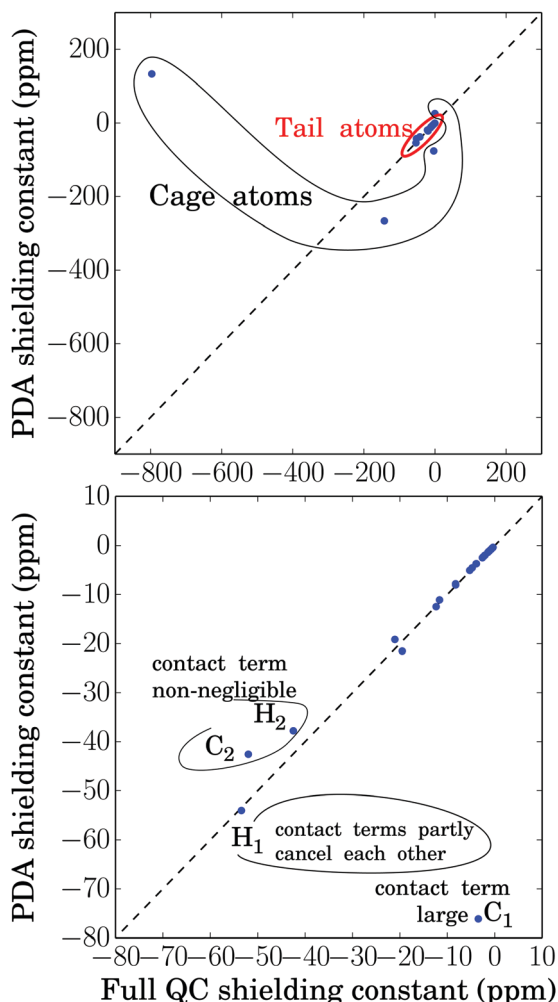 PDA shielding constant (ppm)
200
0
−200
−400
−600
−800
Tail atoms
Cage atoms
−800 −600 −400 −200 0 200
PDA shielding constant (ppm)
10
0
−10
−20
−30
−40
−50
−60
−70
−80
contact term
non-negligible
H2
C2
H1
contact terms partly
cancel each other
contact term
large C1
−80 −70 −60 −50 −40 −30 −20 −10 0 10
Full QC shielding constant (ppm)